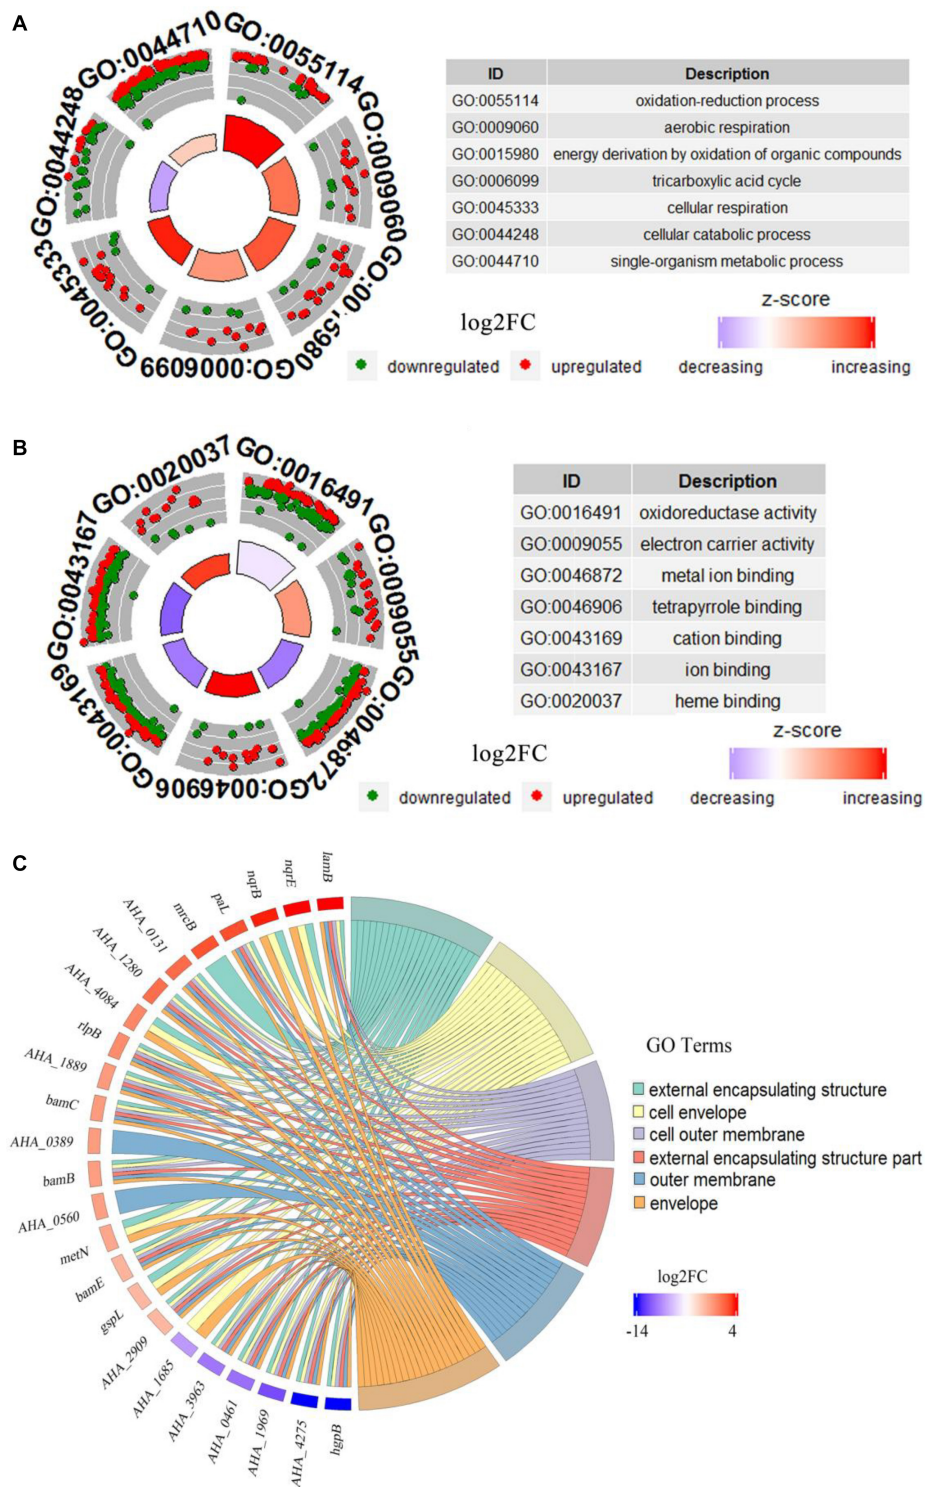 A
GO:0044710
GO:0055114
GO:0009060
GO:0015980
GO:0006099
GO:0045333
GO:0044248
ID Description
GO:0055114 oxidation-reduction process
GO:0009060 aerobic respiration
GO:0015980 energy derivation by oxidation of organic compounds
GO:0006099 tricarboxylic acid cycle
GO:0045333 cellular respiration
GO:0044248 cellular catabolic process
GO:0044710 single-organism metabolic process
z-score
log2FC
downregulated upregulated decreasing increasing
B
GO:0020037
GO:0016491
GO:0009055
GO:0046872
GO:0046906
GO:0043169
GO:0043167
ID Description
GO:0016491 oxidoreductase activity
GO:0009055 electron carrier activity
GO:0046872 metal ion binding
GO:0046906 tetrapyrrole binding
GO:0043169 cation binding
GO:0043167 ion binding
GO:0020037 heme binding
z-score
log2FC
downregulated upregulated decreasing increasing
C
lamB
nqrE
nqrB
paL
mrcB
AHA_0131
AHA_1280
AHA_4084
rlpB
AHA_1889
bamC
AHA_0389
bamB
AHA_0560
metN
bamE
gspL
AHA_2909
AHA_1685
AHA_3963
AHA_0461
AHA_1969
AHA_4275
hgpB
GO Terms
external encapsulating structure
cell envelope
cell outer membrane
external encapsulating structure part
outer membrane
envelope
log2FC
-14 4